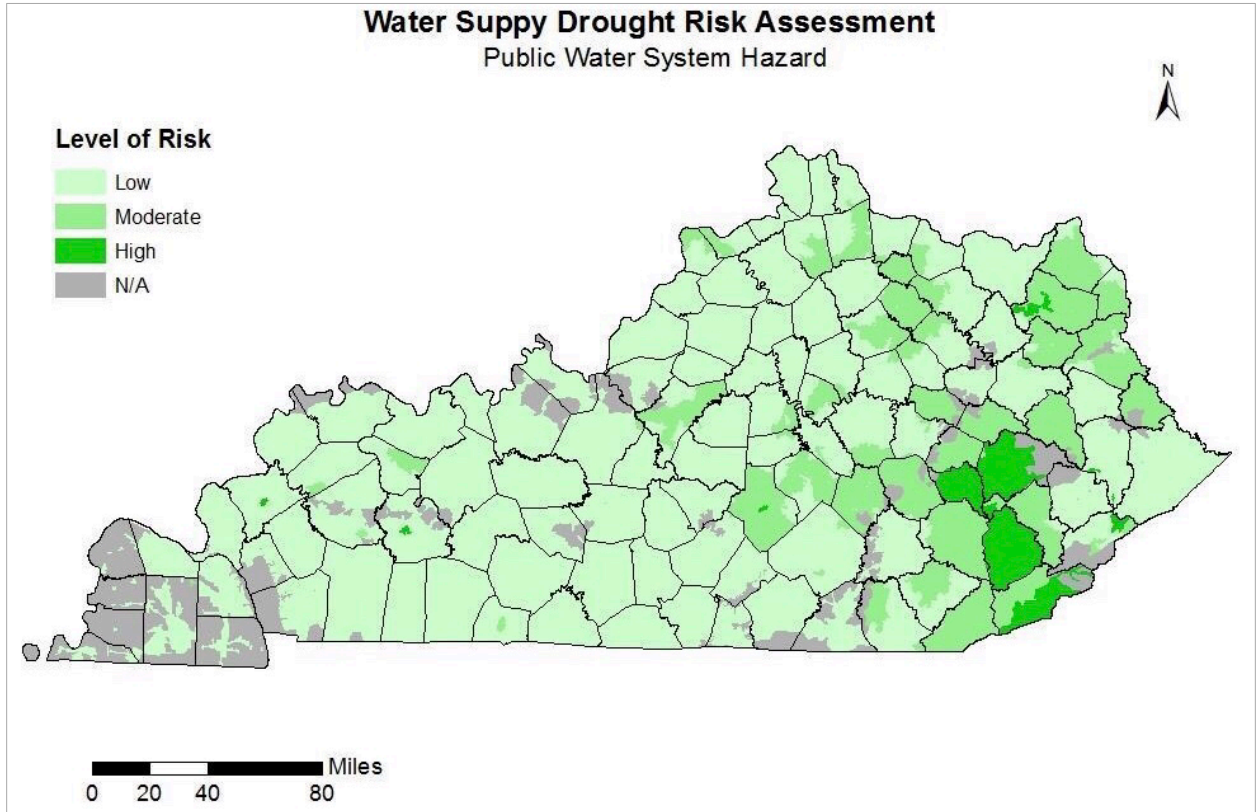 Water Suppy Drought Risk Assessment
Public Water System Hazard
N
Level of Risk
Low
Moderate
High
N/A
Miles
0 20 40 80